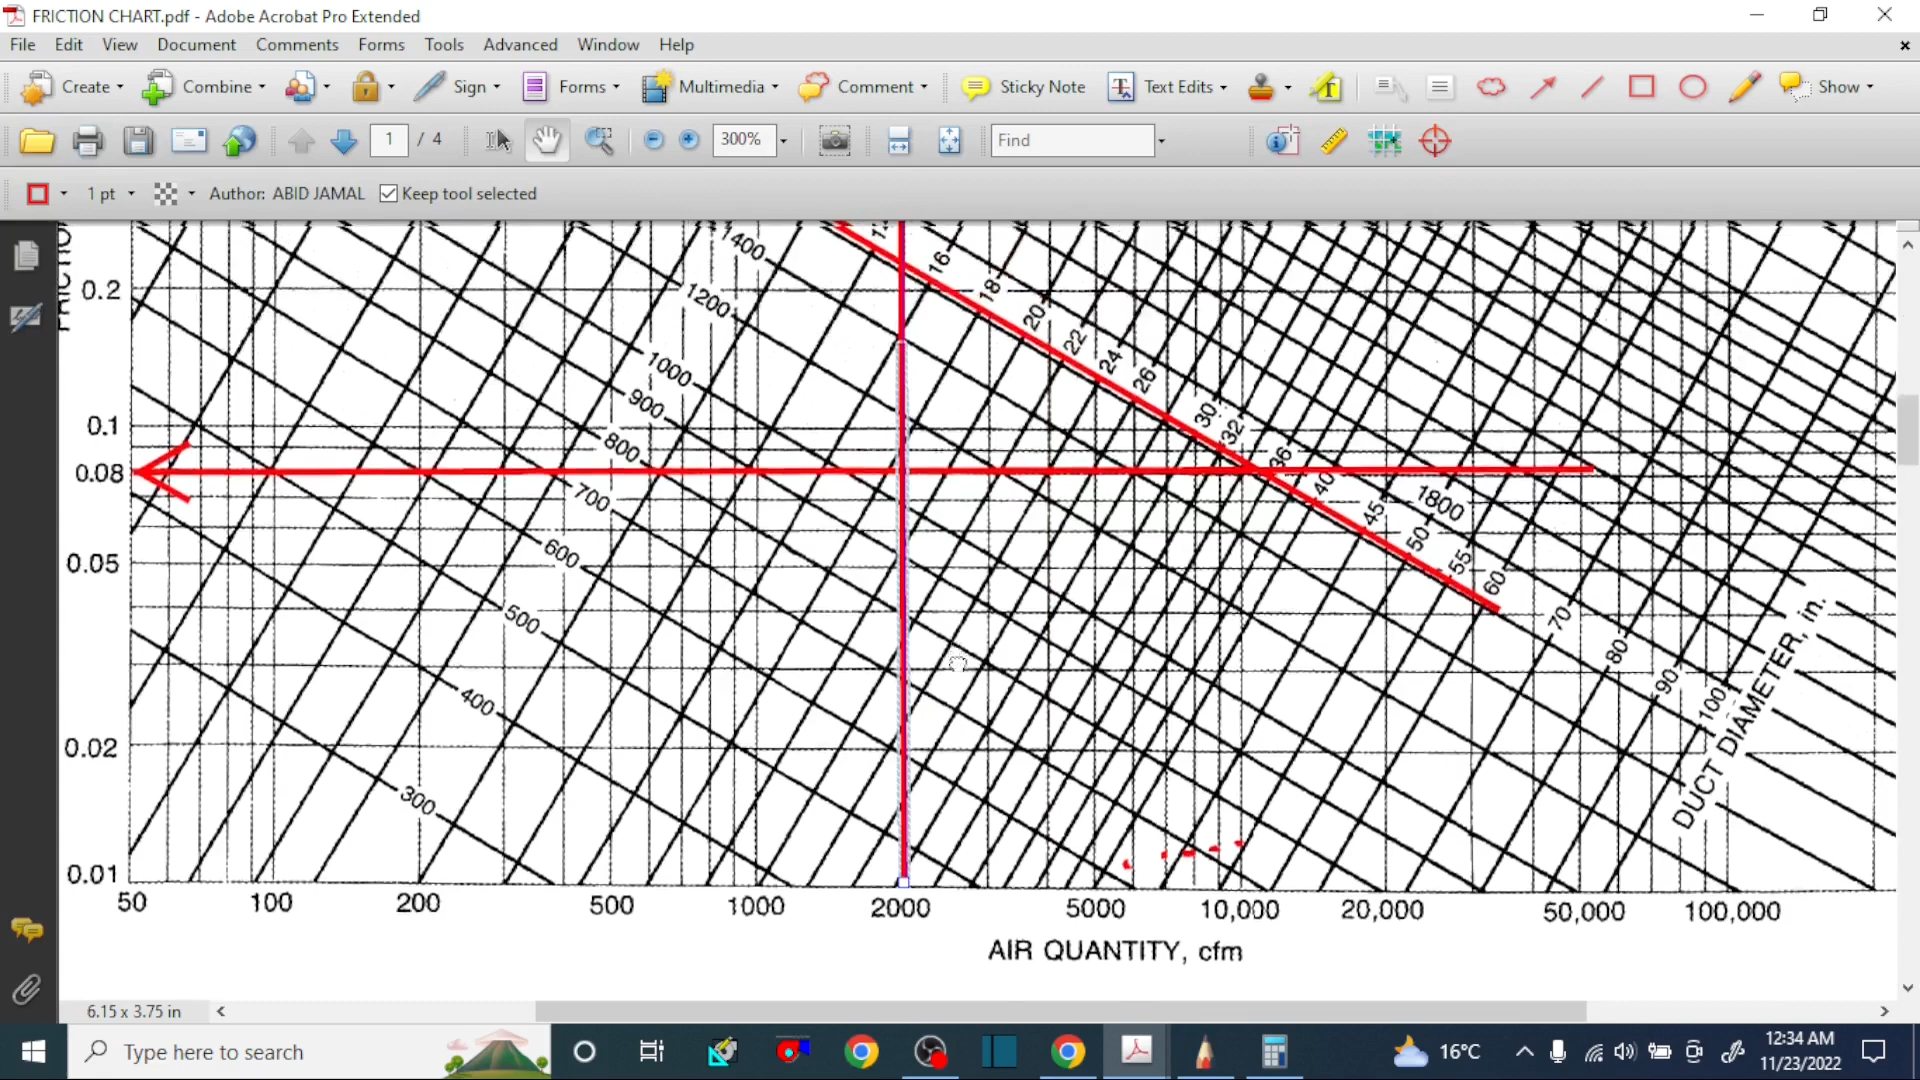 FRICTION CHART.pdf - Adobe Acrobat Pro Extended
File Edit View Document Comments Forms Tools Advanced Window Help
Create Combine Sign Forms Multimedia Comment Sticky Note Text Edits Show
1 / 4 300% Find
1 pt Author: ABID JAMAL Keep tool selected
1400 16
0.2 1200 18
20
22
1000 24
26
900 30
0.1 800 32
36
0.08 700 40 1800
45
50
0.05 600 55
60
500 70
80
400 90
0.02 100
300 DUCT DIAMETER, in.
0.01
50 100 200 500 1000 2000 5000 10,000 20,000 50,000 100,000
AIR QUANTITY, cfm
6.15 x 3.75 in
Type here to search 16°C 12:34 AM
11/23/2022